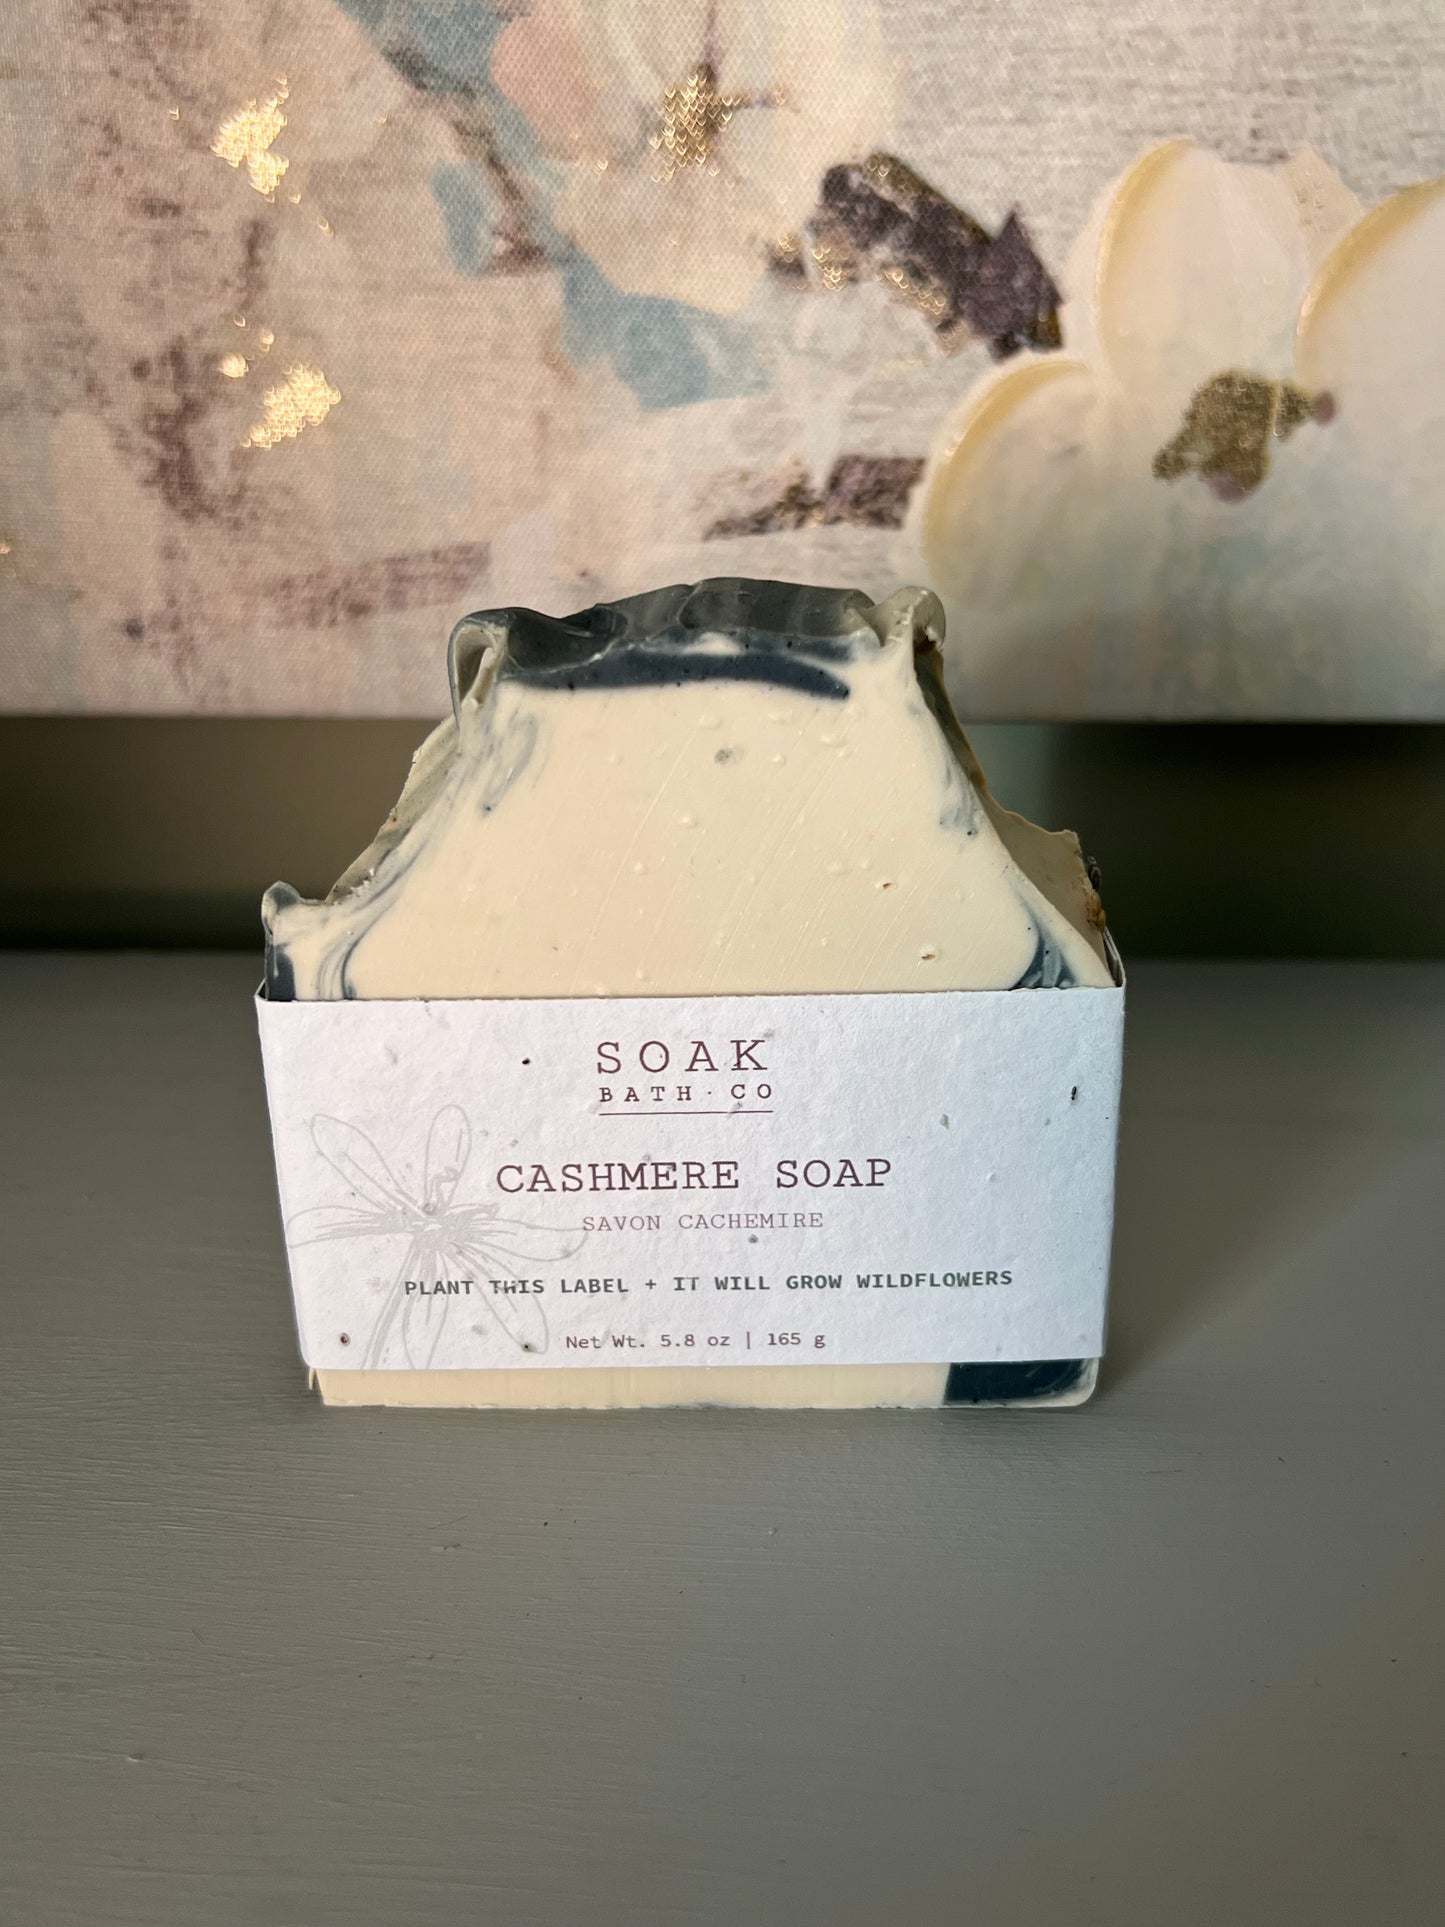 SOAK
BATH · CO
CASHMERE SOAP
SAVON CACHEMIRE
PLANT THIS LABEL + IT WILL GROW WILDFLOWERS
Net Wt. 5.8 oz | 165 g